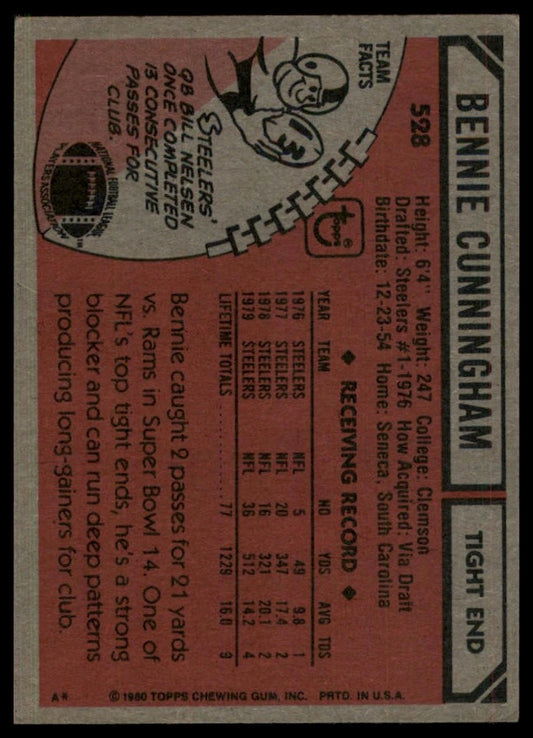 BENNIE CUNNINGHAM
TIGHT END
528
Height: 6'4" Weight: 247 College: Clemson
Drafted: Steelers #1-1976 How Acquired: Via Draft
Birthdate: 12-23-54 Home: Seneca, South Carolina
TEAM
FACTS
STEELERS'
QB BILL NELSEN
ONCE COMPLETED
13 CONSECUTIVE
PASSES FOR
CLUB.
NATIONAL FOOTBALL LEAGUE
PLAYERS ASSOCIATION
topps®
◆ RECEIVING RECORD ◆
YEAR TEAM NO YDS AVG TDS
1976 STEELERS NFL 5 49 9.8 1
1977 STEELERS NFL 20 347 17.4 2
1978 STEELERS NFL 16 321 20.1 2
1979 STEELERS NFL 36 512 14.2 4
LIFETIME TOTALS ........ 77 1229 16.0 9
Bennie caught 2 passes for 21 yards
vs. Rams in Super Bowl 14. One of
NFL's top tight ends, he's a strong
blocker and can run deep patterns
producing long-gainers for club.
A* © 1980 TOPPS CHEWING GUM, INC. PRTD. IN U.S.A.